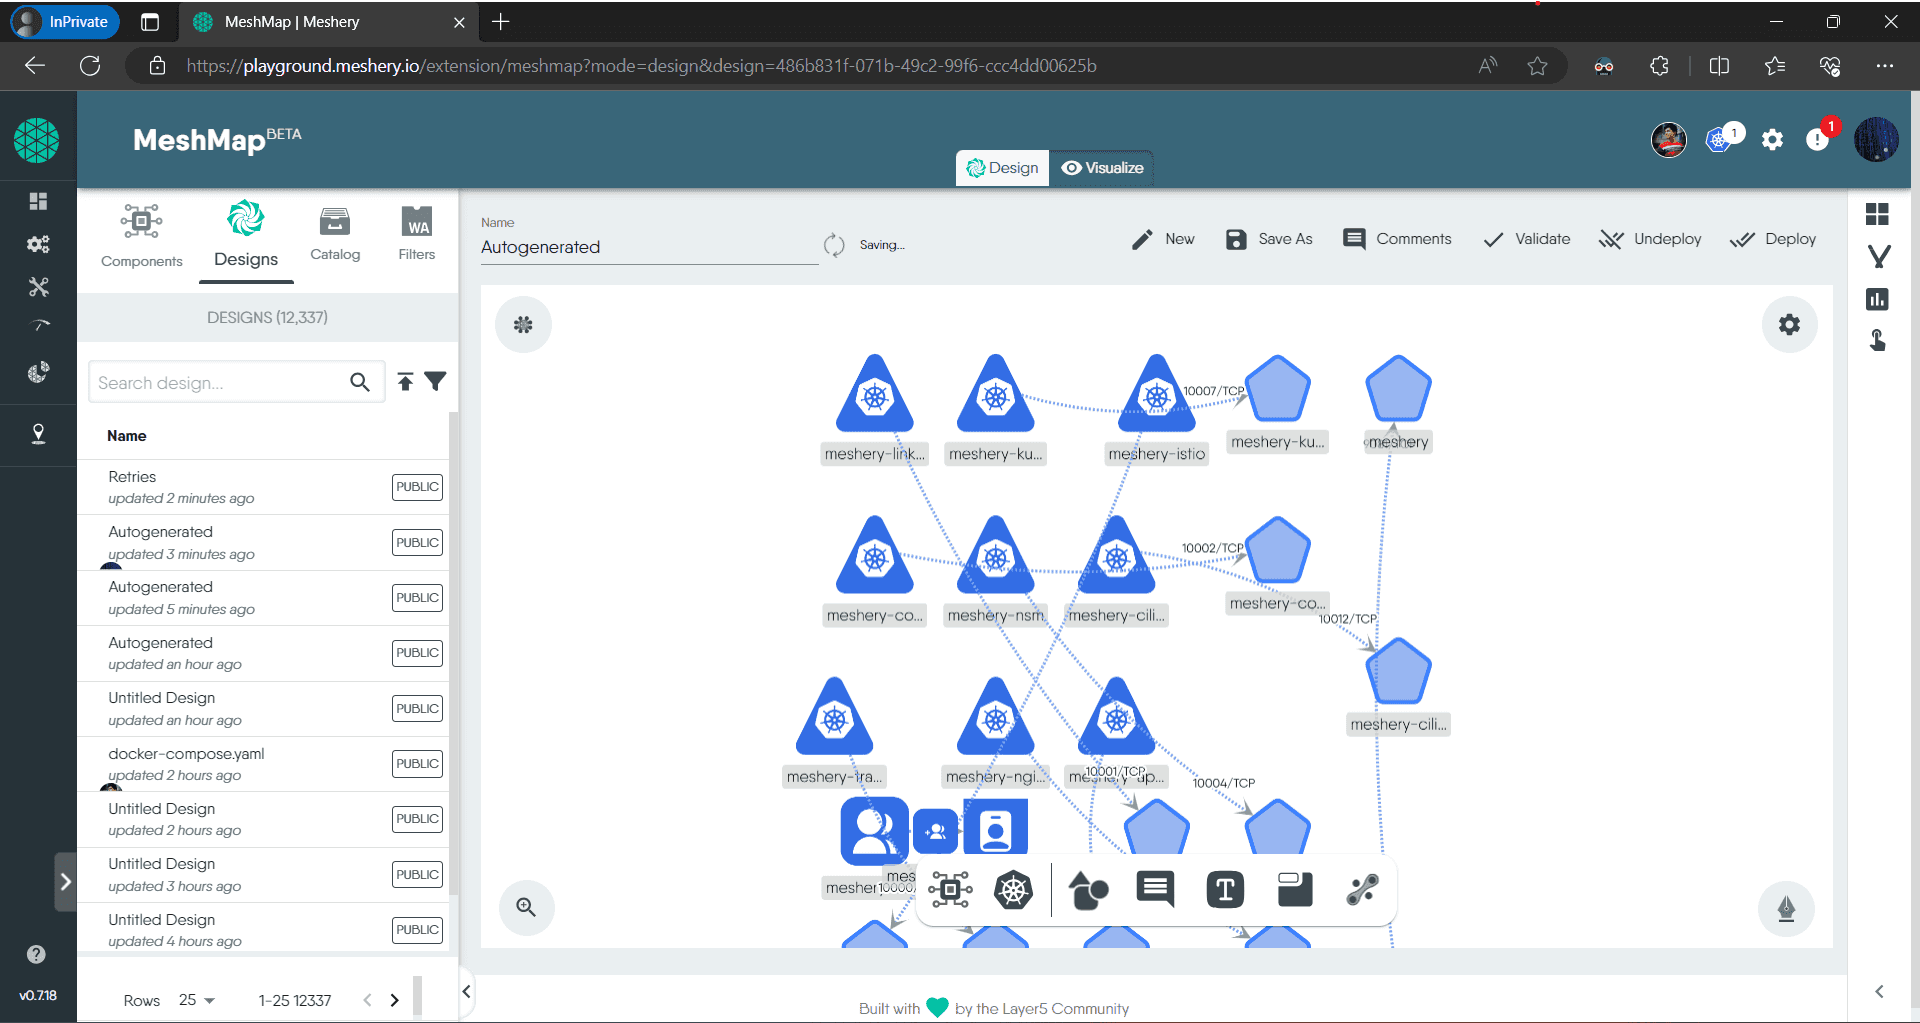 InPrivate
MeshMap | Meshery
https://playground.meshery.io/extension/meshmap?mode=design&design=486b831f-071b-49c2-99f6-ccc4dd00625b
MeshMap BETA
1
1
Design
Visualize
Components
Designs
Catalog
WA
Filters
Name
Autogenerated
Saving...
New
Save As
Comments
Validate
Undeploy
Deploy
DESIGNS (12,337)
Search design...
Name
Retries
updated 2 minutes ago
PUBLIC
Autogenerated
updated 3 minutes ago
PUBLIC
Autogenerated
updated 5 minutes ago
PUBLIC
Autogenerated
updated an hour ago
PUBLIC
Untitled Design
updated an hour ago
PUBLIC
docker-compose.yaml
updated 2 hours ago
PUBLIC
Untitled Design
updated 2 hours ago
PUBLIC
Untitled Design
updated 3 hours ago
PUBLIC
Untitled Design
updated 4 hours ago
PUBLIC
Rows 25 1-25 12337
v0.7.18
10007/TCP
meshery-link...
meshery-ku...
meshery-istio
meshery-ku...
meshery
10002/TCP
meshery-co...
meshery-nsm
meshery-cili...
meshery-co...
10012/TCP
meshery-cili...
meshery-tra...
meshery-ngi...
10001/TCP
10004/TCP
T
Built with by the Layer5 Community